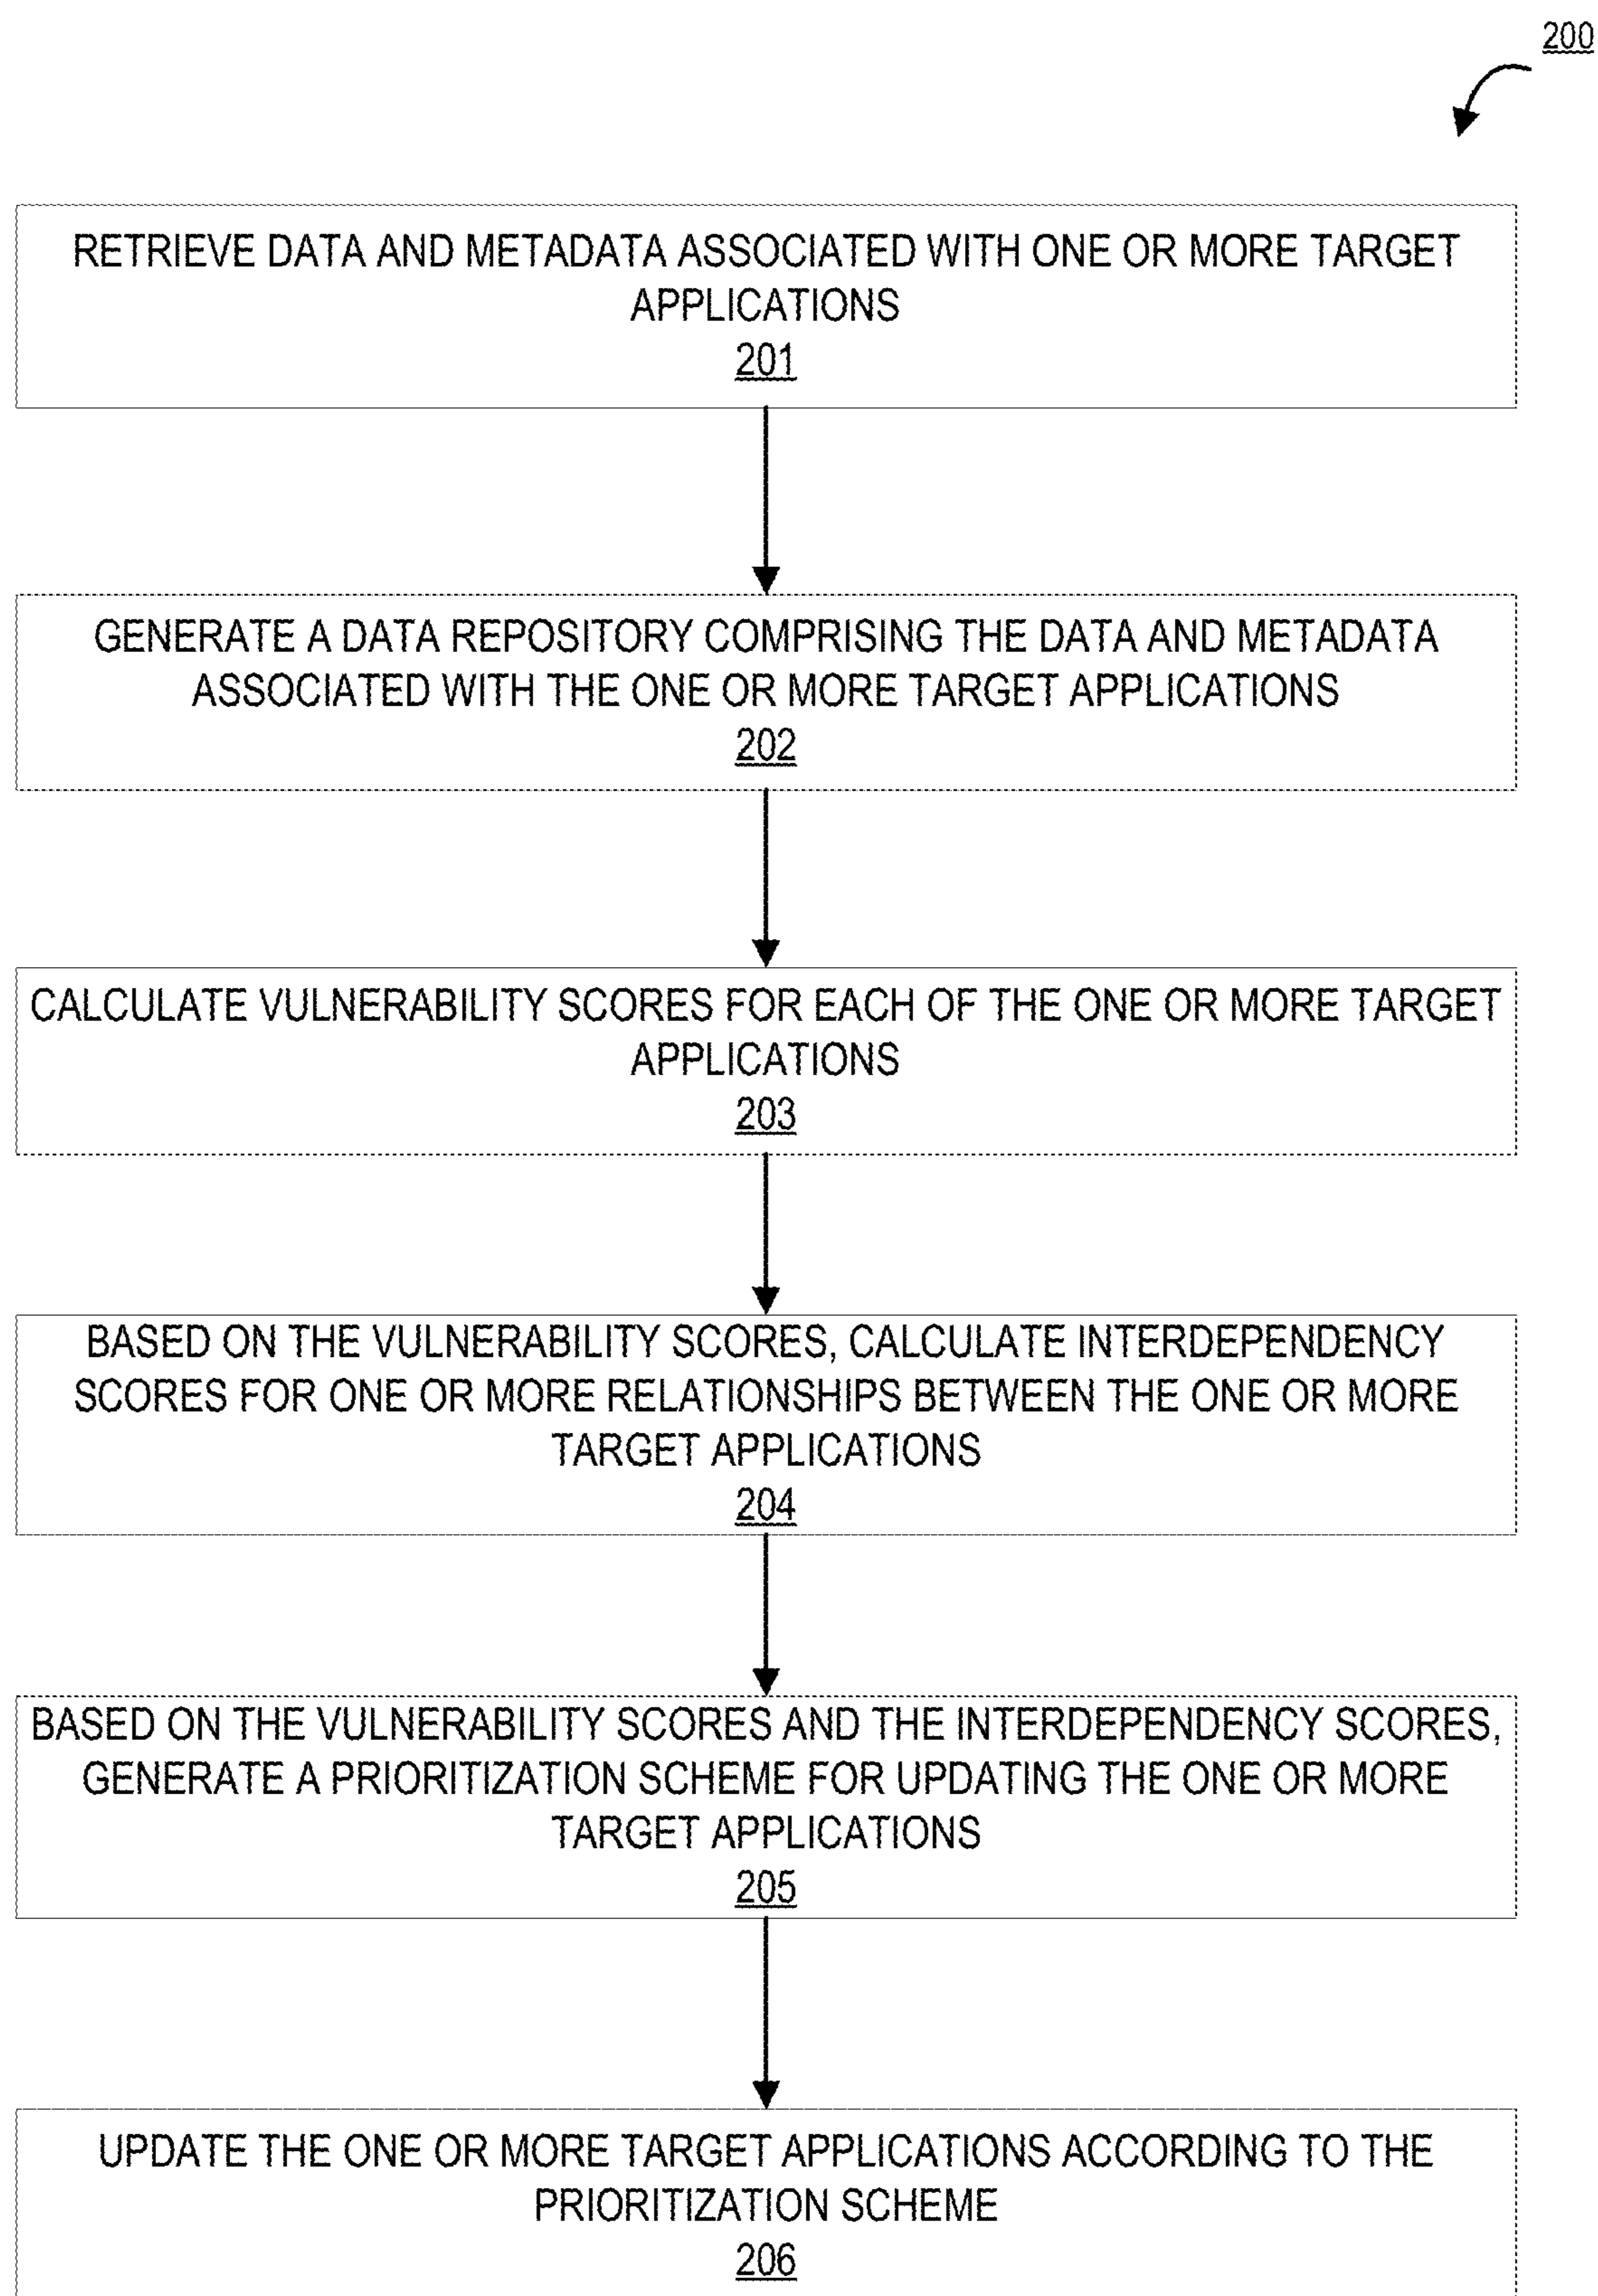 200
RETRIEVE DATA AND METADATA ASSOCIATED WITH ONE OR MORE TARGET
APPLICATIONS
201
GENERATE A DATA REPOSITORY COMPRISING THE DATA AND METADATA
ASSOCIATED WITH THE ONE OR MORE TARGET APPLICATIONS
202
CALCULATE VULNERABILITY SCORES FOR EACH OF THE ONE OR MORE TARGET
APPLICATIONS
203
BASED ON THE VULNERABILITY SCORES, CALCULATE INTERDEPENDENCY
SCORES FOR ONE OR MORE RELATIONSHIPS BETWEEN THE ONE OR MORE
TARGET APPLICATIONS
204
BASED ON THE VULNERABILITY SCORES AND THE INTERDEPENDENCY SCORES,
GENERATE A PRIORITIZATION SCHEME FOR UPDATING THE ONE OR MORE
TARGET APPLICATIONS
205
UPDATE THE ONE OR MORE TARGET APPLICATIONS ACCORDING TO THE
PRIORITIZATION SCHEME
206